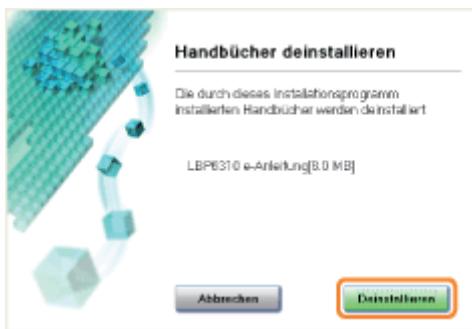 Handbücher deinstallieren
Die durch dieses Installationsprogramm
installierten Handbücher werden deinstalliert
LBP6310 e-Anleitung[8.0 MB]
Abbrechen
Deinstallieren